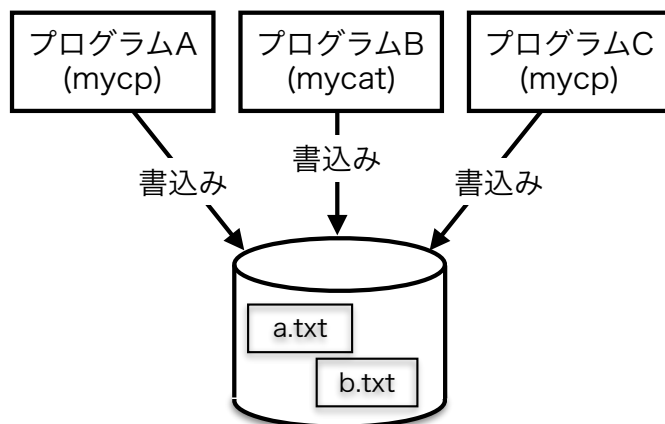 プログラムA
(mycp)
プログラムB
(mycat)
プログラムC
(mycp)
書込み
書込み
書込み
a.txt
b.txt